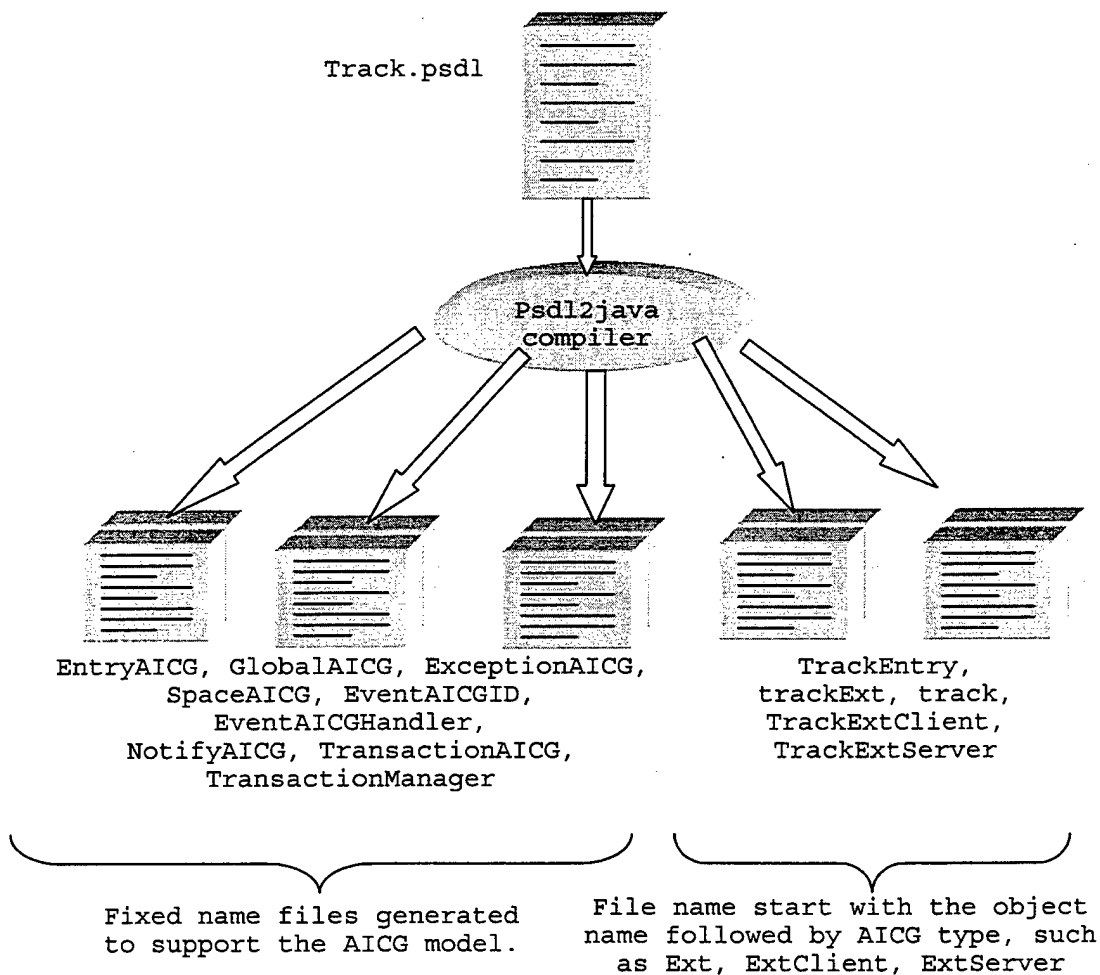 Track.psdl
Psdl2java
compiler
EntryAICG, GlobalAICG, ExceptionAICG,
SpaceAICG, EventAICGID,
EventAICGHandler,
NotifyAICG, TransactionAICG,
TransactionManager
TrackEntry,
trackExt, track,
TrackExtClient,
TrackExtServer
Fixed name files generated
to support the AICG model.
File name start with the object
name followed by AICG type, such
as Ext, ExtClient, ExtServer